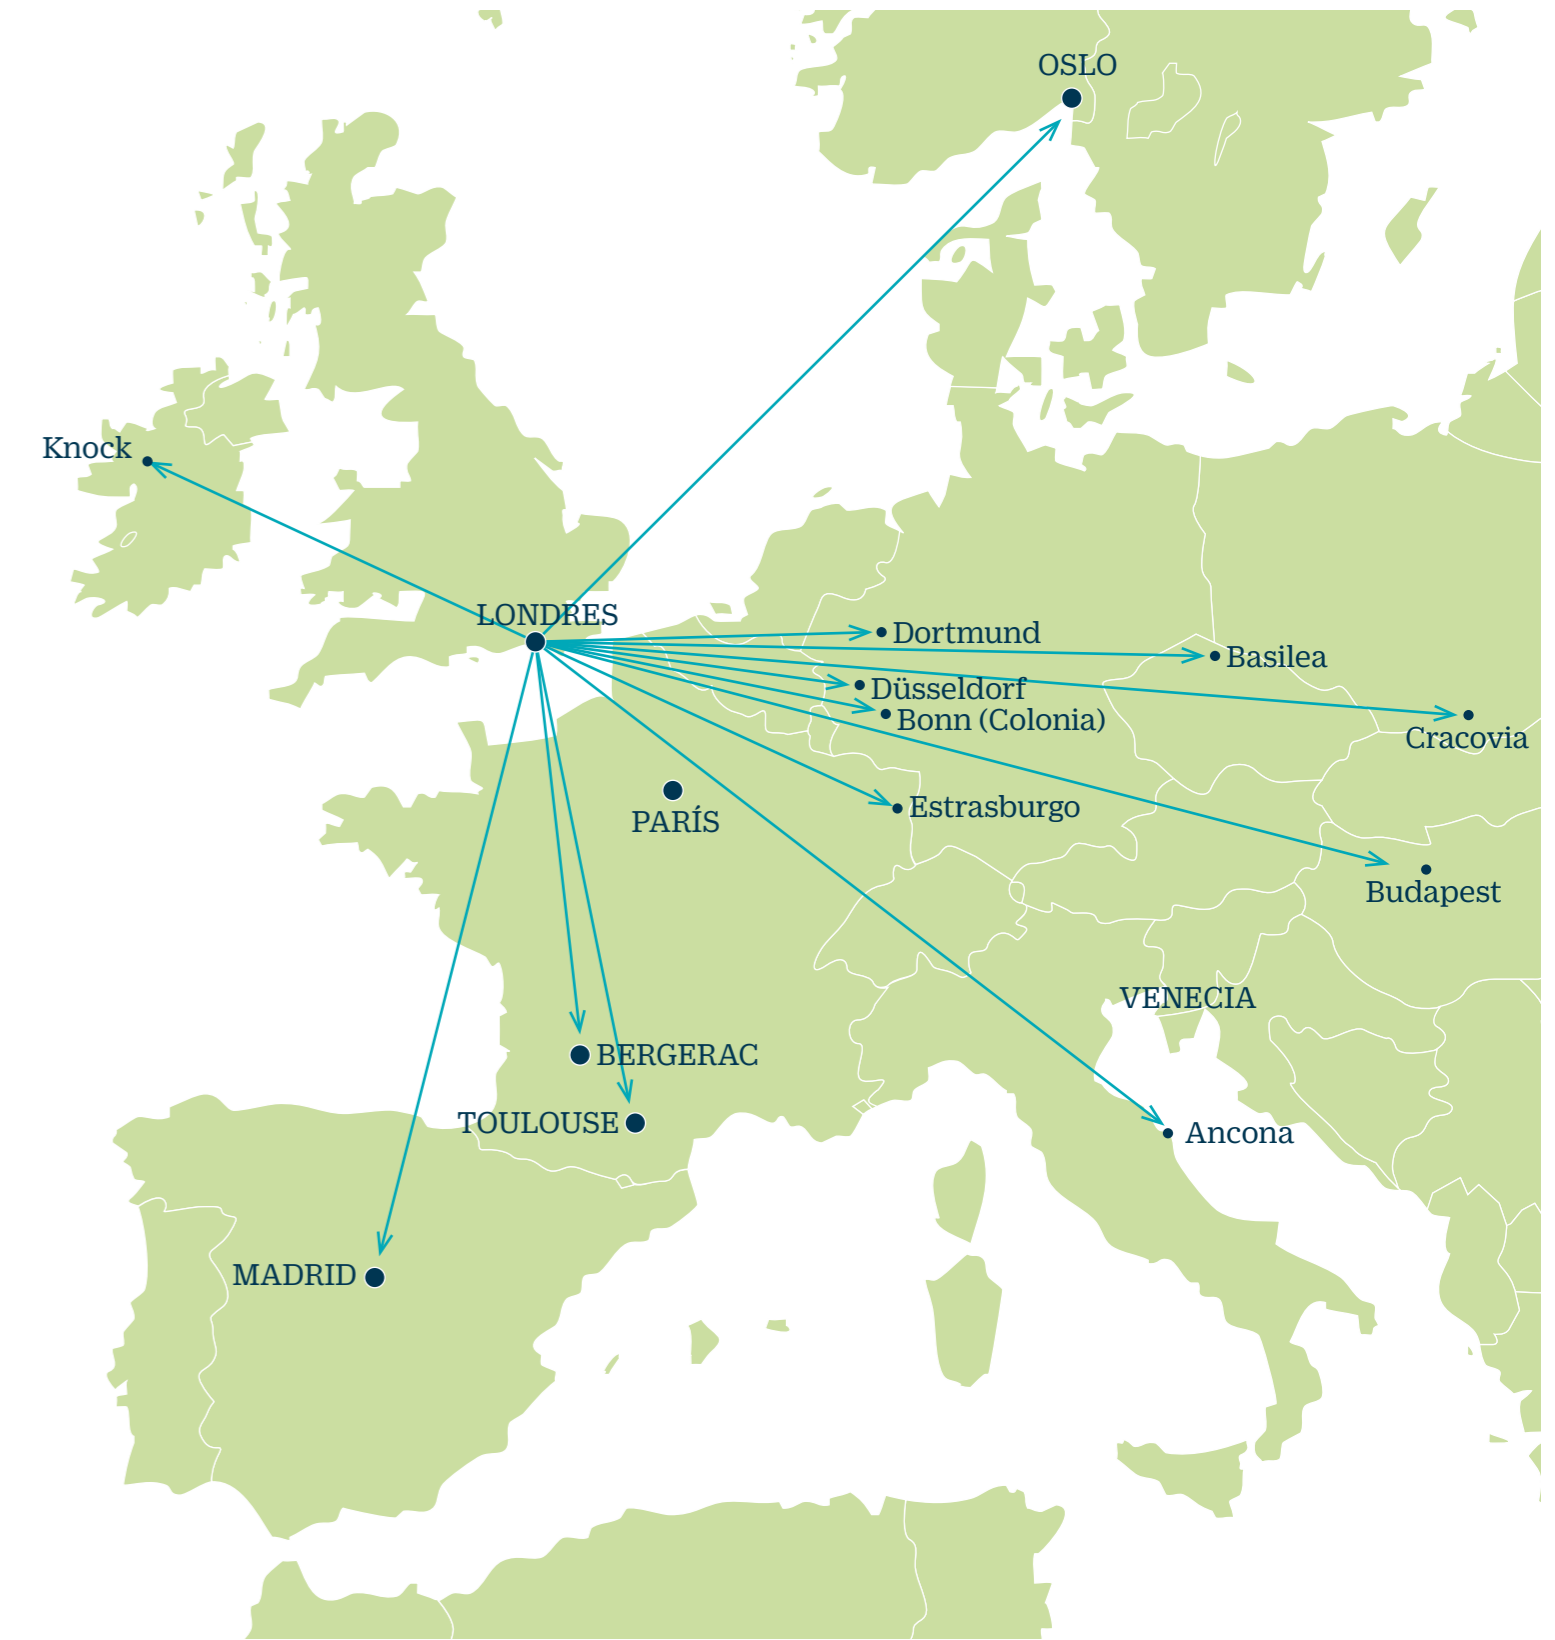 OSLO
Knock
LONDRES
Dortmund
Basilea
Düsseldorf
Bonn (Colonia)
Cracovia
Estrasburgo
PARÍS
Budapest
VENECIA
BERGERAC
TOULOUSE
Ancona
MADRID